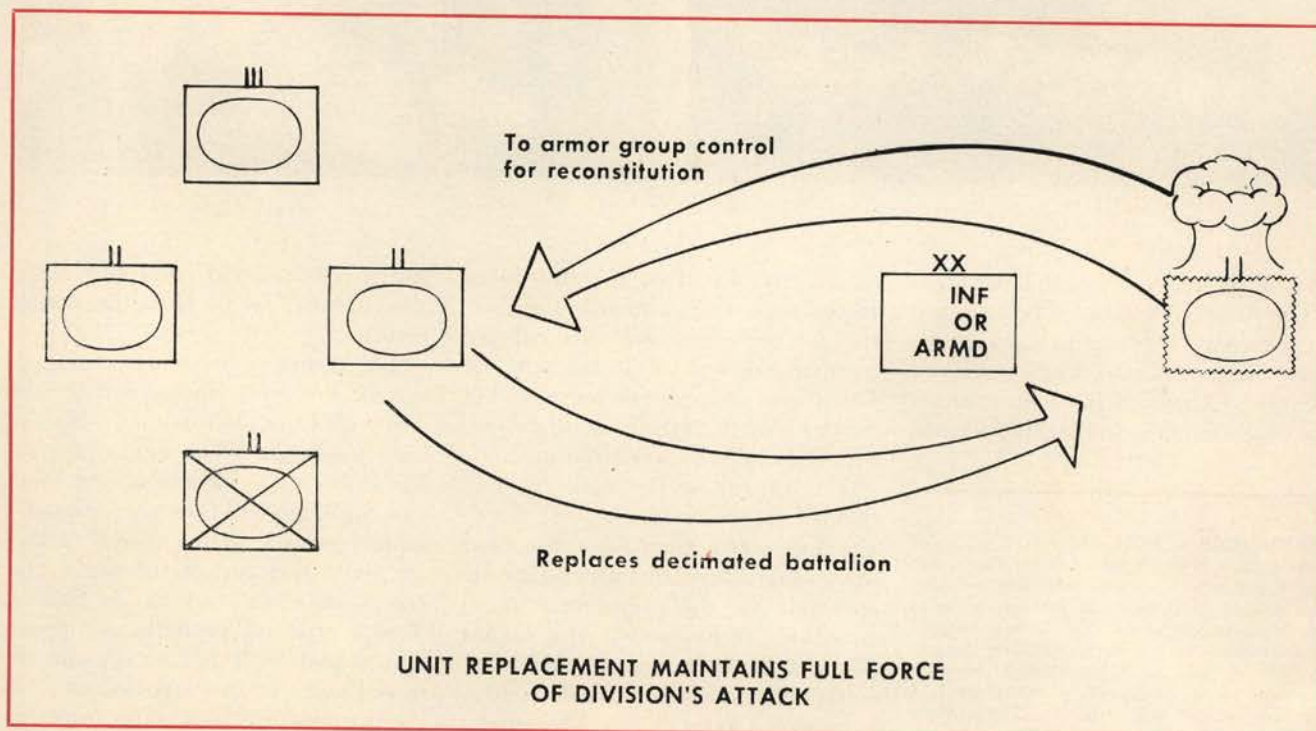 To armor group control
for reconstitution
XX
INF
OR
ARMD
Replaces decimated battalion
UNIT REPLACEMENT MAINTAINS FULL FORCE
OF DIVISION'S ATTACK